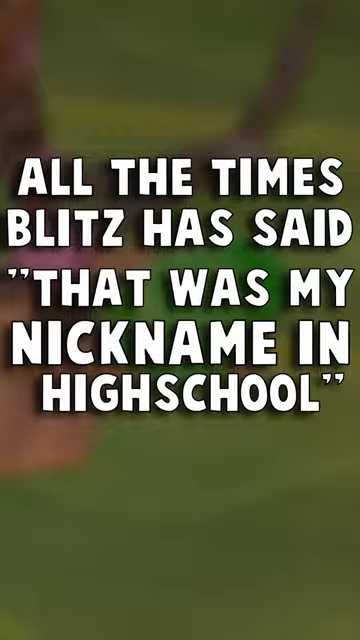 ALL THE TIMES
BLITZ HAS SAID
"THAT WAS MY
NICKNAME IN
HIGHSCHOOL"